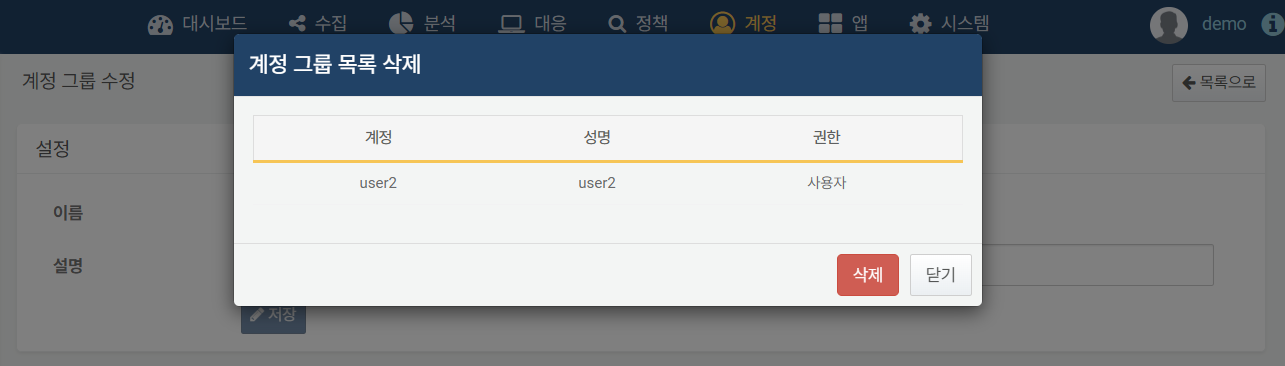 대시보드 수집 분석 대응 정책 계정 앱 시스템 demo
계정 그룹 목록 삭제
계정 그룹 수정
목록으로
계정 성명 권한
설정
user2 user2 사용자
이름
설명
삭제 닫기
저장